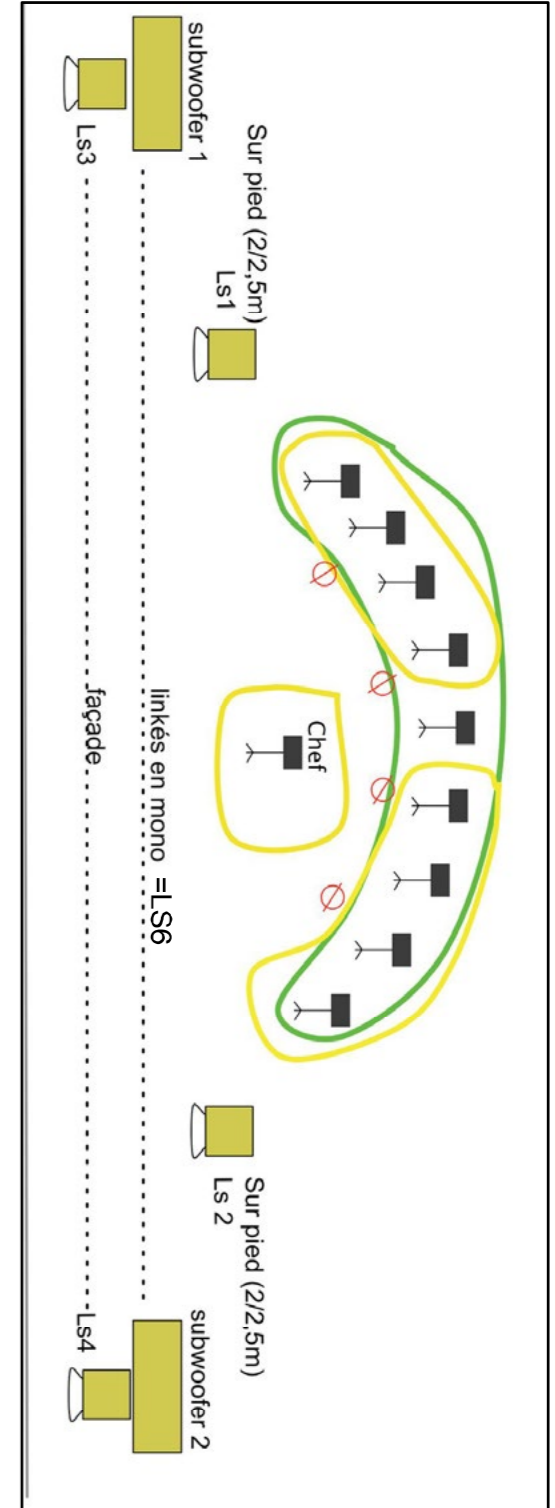 subwoofer 1
Ls3
Sur pied (2/2,5m)
Ls1
Chef
linkés en mono =LS6
façade
Sur pied (2/2,5m)
Ls 2
subwoofer 2
Ls4